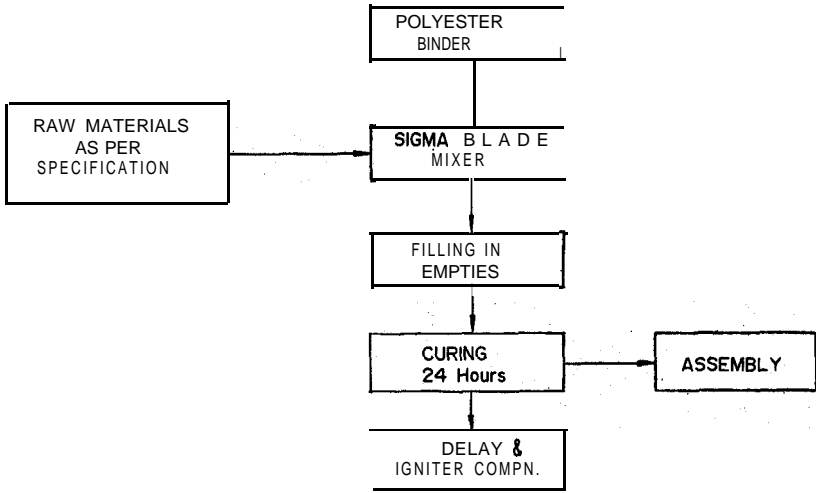 POLYESTER
BINDER
RAW MATERIALS
AS PER
SPECIFICATION
SIGMA BLADE
MIXER
FILLING IN
EMPTIES
CURING
24 Hours
ASSEMBLY
DELAY &
IGNITER COMPN.